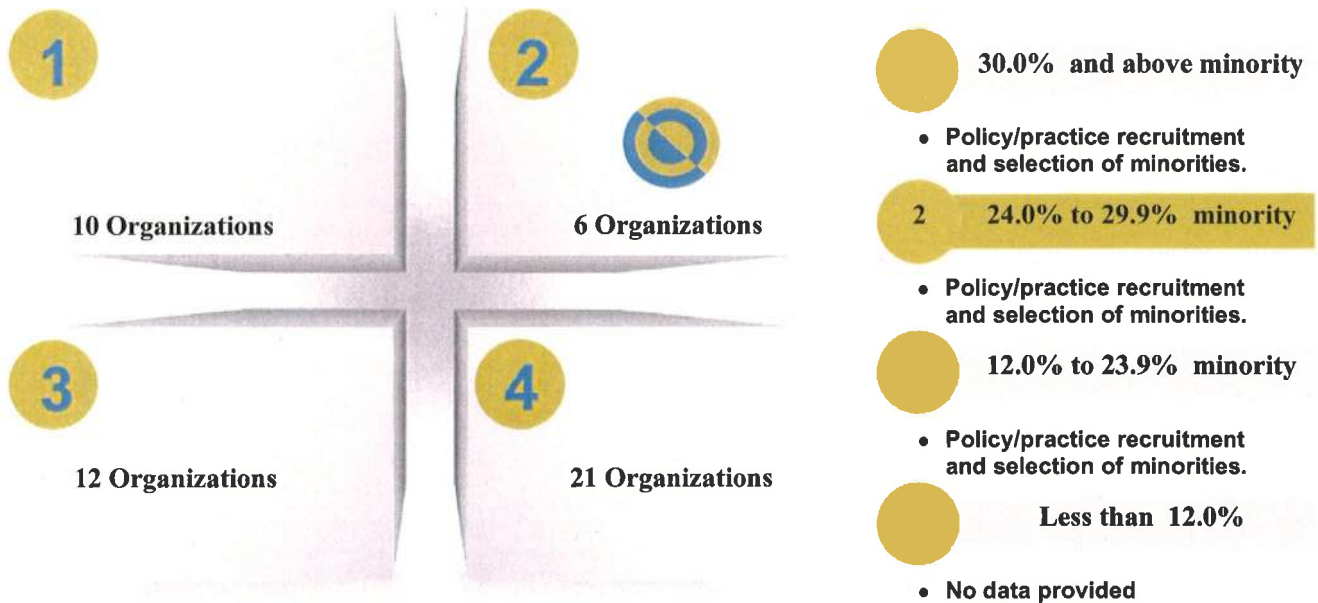 1
2
10 Organizations
6 Organizations
3
4
12 Organizations
21 Organizations
30.0% and above minority
• Policy/practice recruitment
and selection of minorities.
2 24.0% to 29.9% minority
• Policy/practice recruitment
and selection of minorities.
12.0% to 23.9% minority
• Policy/practice recruitment
and selection of minorities.
Less than 12.0%
• No data provided